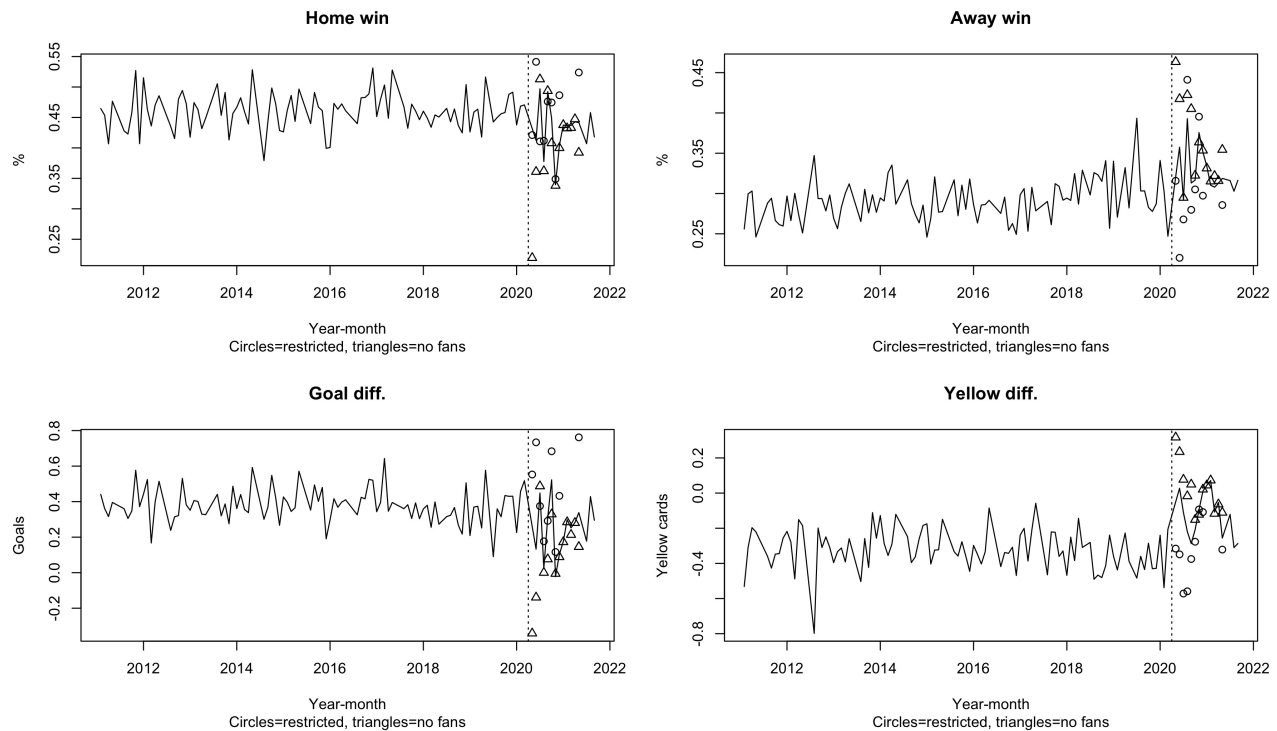 Home win
%
0.25 0.35 0.45 0.55
2012 2014 2016 2018 2020 2022
Year-month
Circles=restricted, triangles=no fans
Away win
%
0.25 0.35 0.45
2012 2014 2016 2018 2020 2022
Year-month
Circles=restricted, triangles=no fans
Goal diff.
Goals
-0.2 0.0 0.2 0.4 0.6 0.8
2012 2014 2016 2018 2020 2022
Year-month
Circles=restricted, triangles=no fans
Yellow diff.
Yellow cards
-0.8 -0.4 0.0 0.2
2012 2014 2016 2018 2020 2022
Year-month
Circles=restricted, triangles=no fans